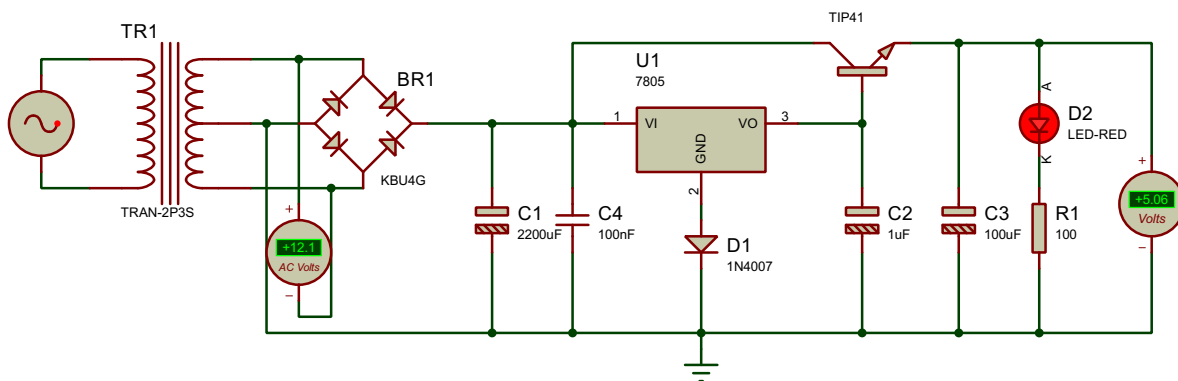 TR1
TRAN-2P3S
BR1
KBU4G
+
+12.1
AC Volts
−
C1
2200uF
C4
100nF
U1
7805
1
VI
VO
3
GND
2
D1
1N4007
TIP41
C2
1uF
C3
100uF
A
D2
LED-RED
K
R1
100
+
+5.06
Volts
−